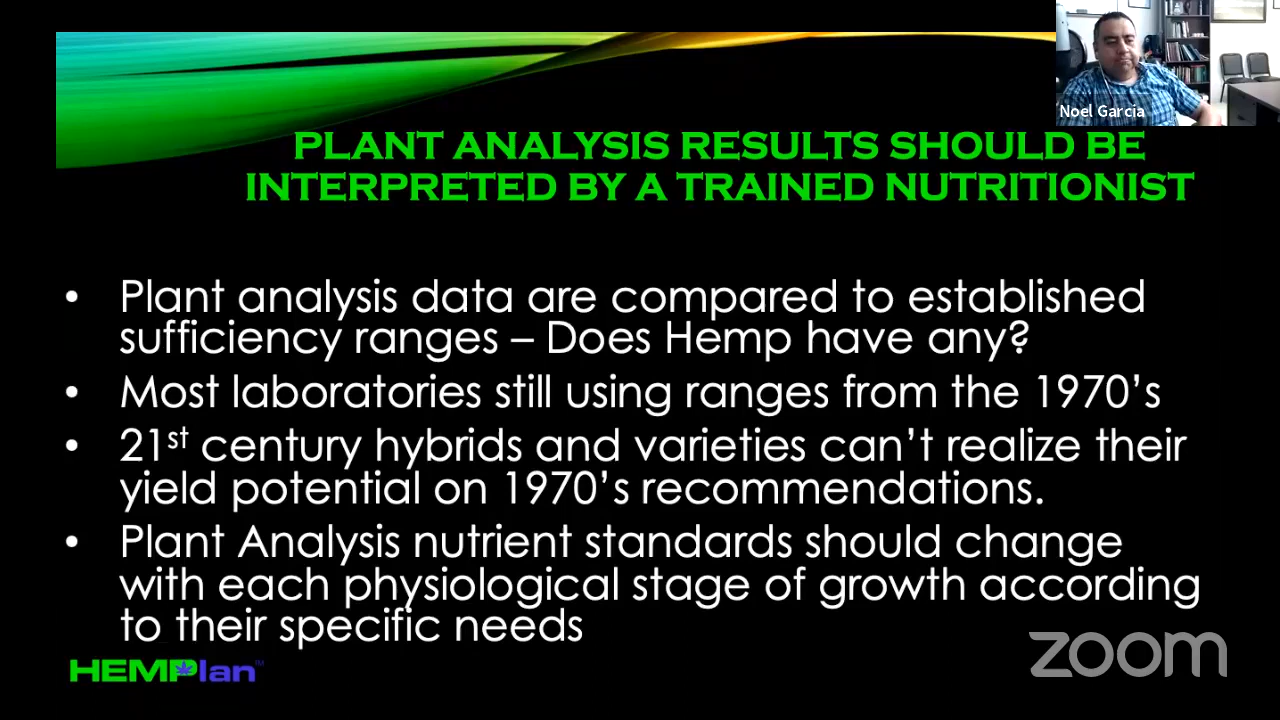 Noel Garcia
PLANT ANALYSIS RESULTS SHOULD BE
INTERPRETED BY A TRAINED NUTRITIONIST
• Plant analysis data are compared to established
sufficiency ranges – Does Hemp have any?
• Most laboratories still using ranges from the 1970's
• 21st century hybrids and varieties can't realize their
yield potential on 1970's recommendations.
• Plant Analysis nutrient standards should change
with each physiological stage of growth according
to their specific needs
HEMPlan™
zoom